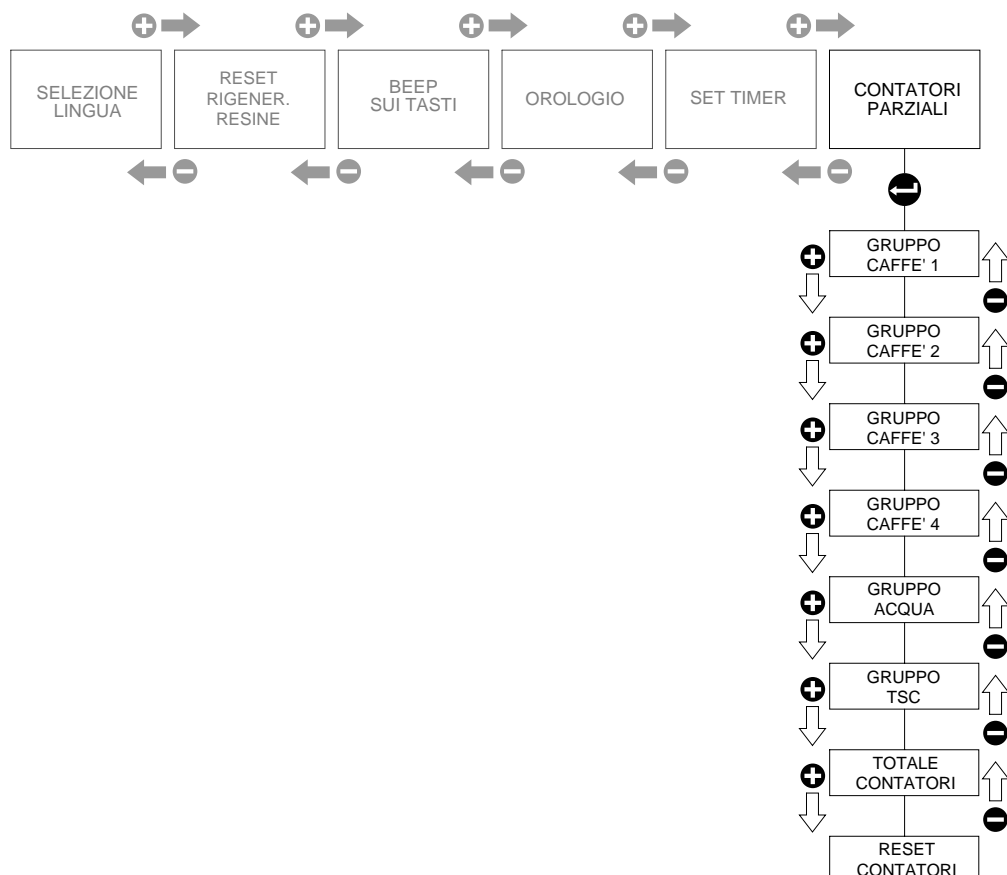 SELEZIONE
LINGUA
RESET
RIGENER.
RESINE
BEEP
SUI TASTI
OROLOGIO
SET TIMER
CONTATORI
PARZIALI
GRUPPO
CAFFE' 1
GRUPPO
CAFFE' 2
GRUPPO
CAFFE' 3
GRUPPO
CAFFE' 4
GRUPPO
ACQUA
GRUPPO
TSC
TOTALE
CONTATORI
RESET
CONTATORI